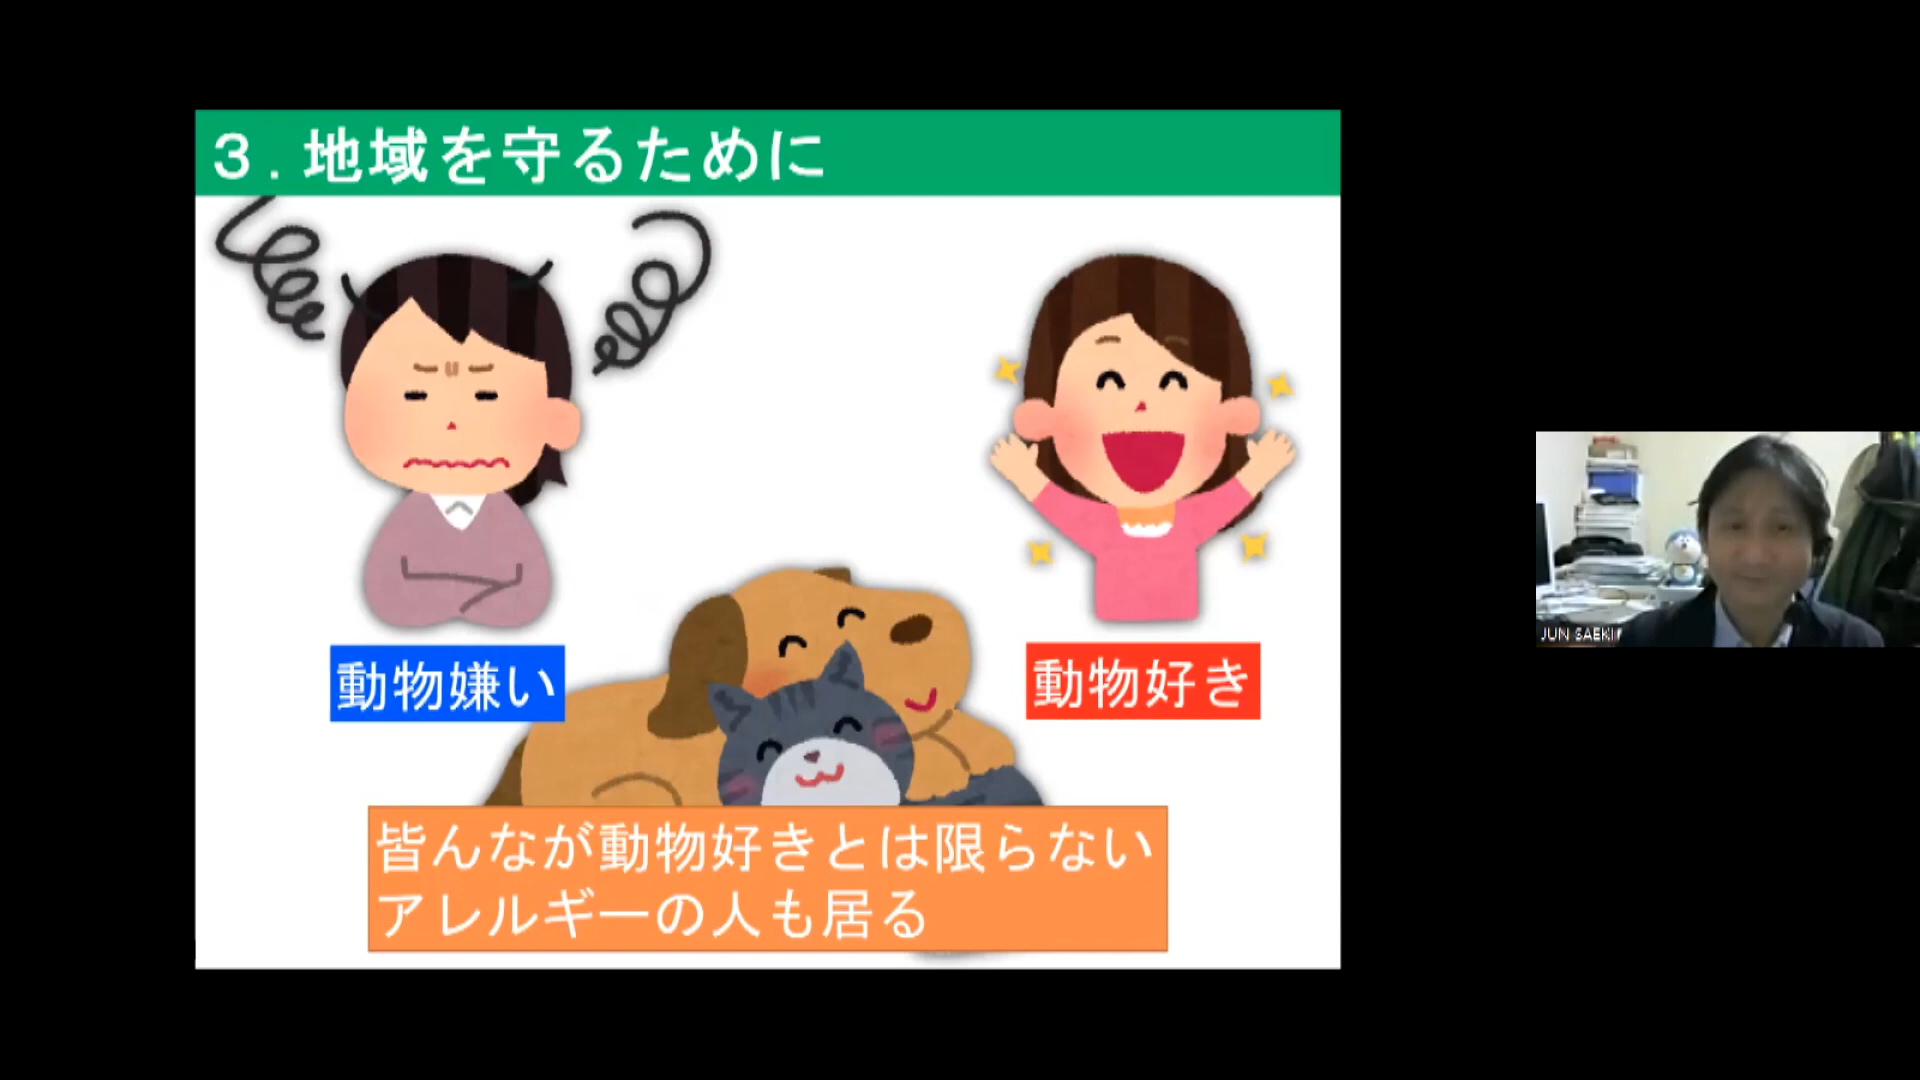 ３．地域を守るために
動物嫌い
動物好き
皆んなが動物好きとは限らない
アレルギーの人も居る
JUN SAEKI